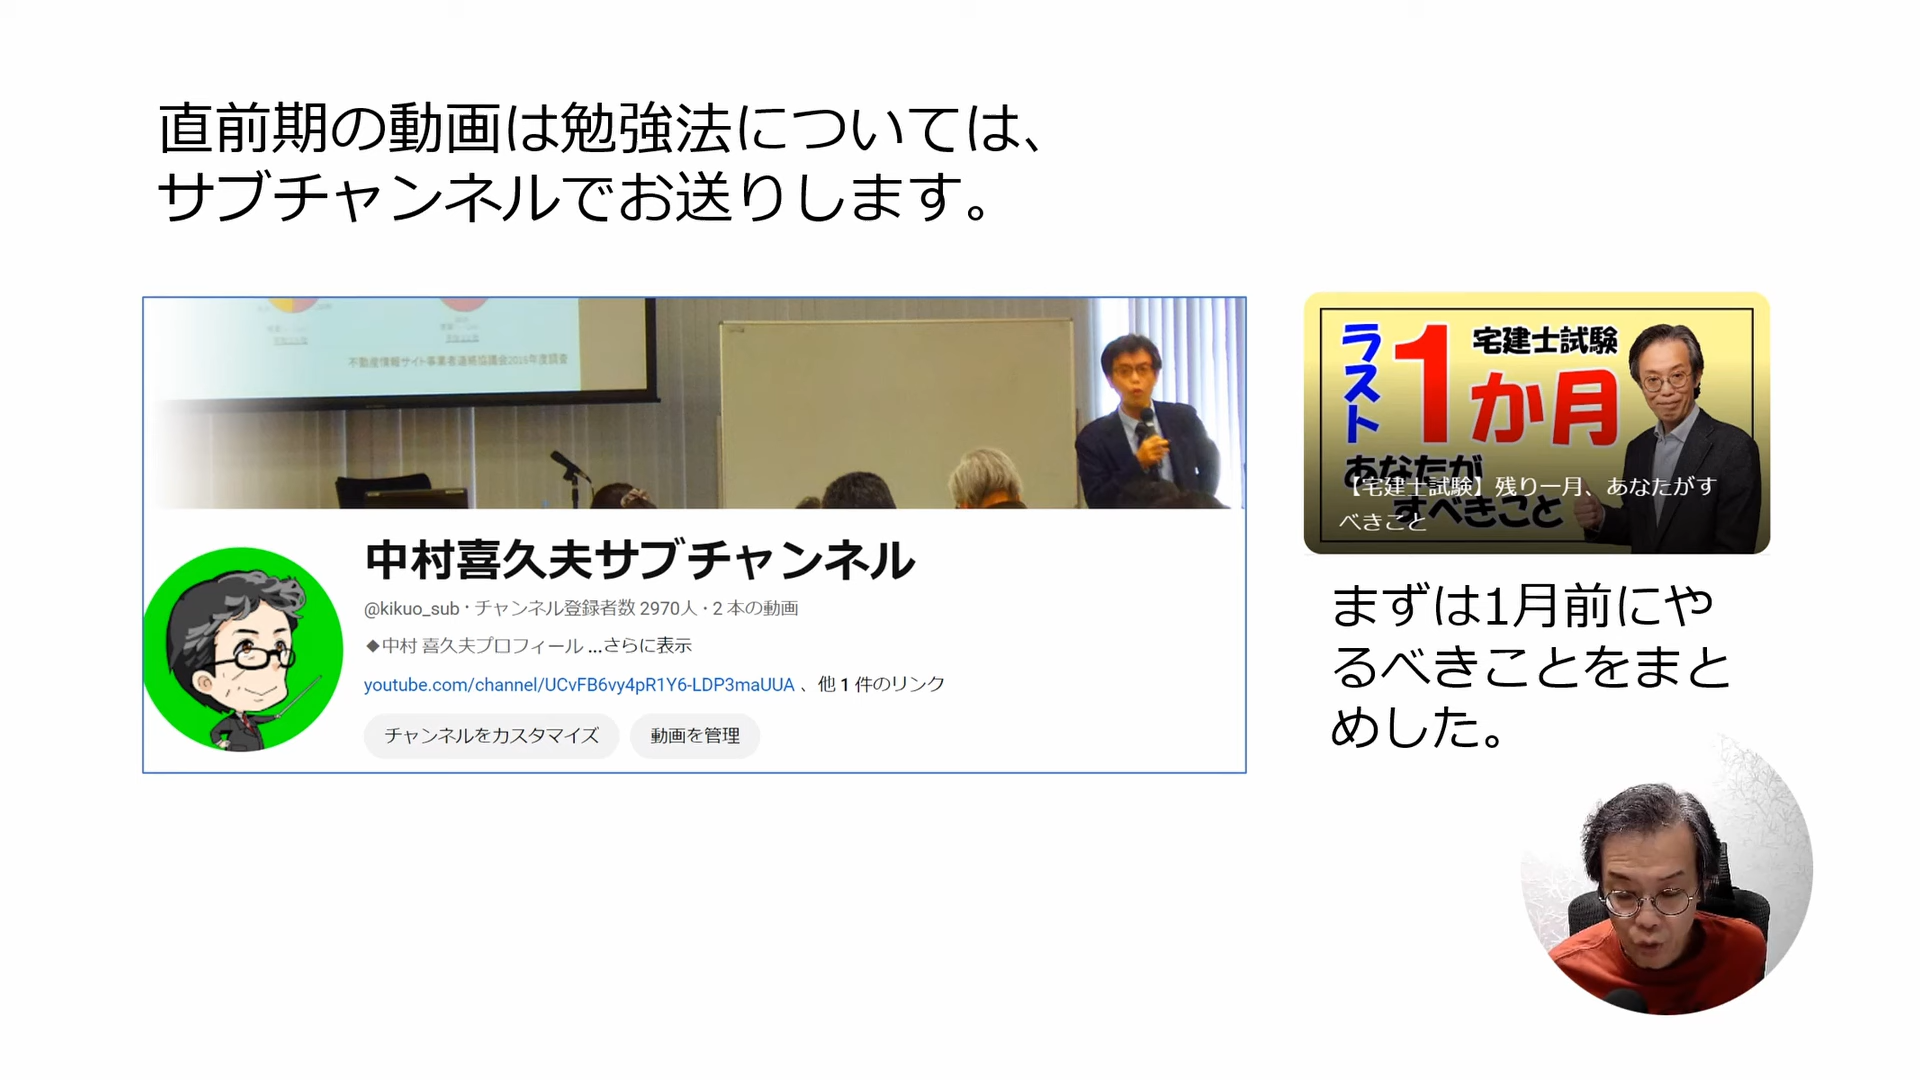 直前期の動画は勉強法については、
サブチャンネルでお送りします。
不動産情報サイト事業者連絡協議会2015年度調査
中村喜久夫サブチャンネル
@kikuo_sub・チャンネル登録者数 2970人・2 本の動画
◆中村 喜久夫プロフィール ...さらに表示
youtube.com/channel/UCvFB6vy4pR1Y6-LDP3maUUA 、他 1 件のリンク
チャンネルをカスタマイズ
動画を管理
ラスト
1か月
宅建士試験
あなたが
すべきこと
【宅建士試験】残り一月、あなたがす
べきこと
まずは1月前にや
るべきことをまと
めした。